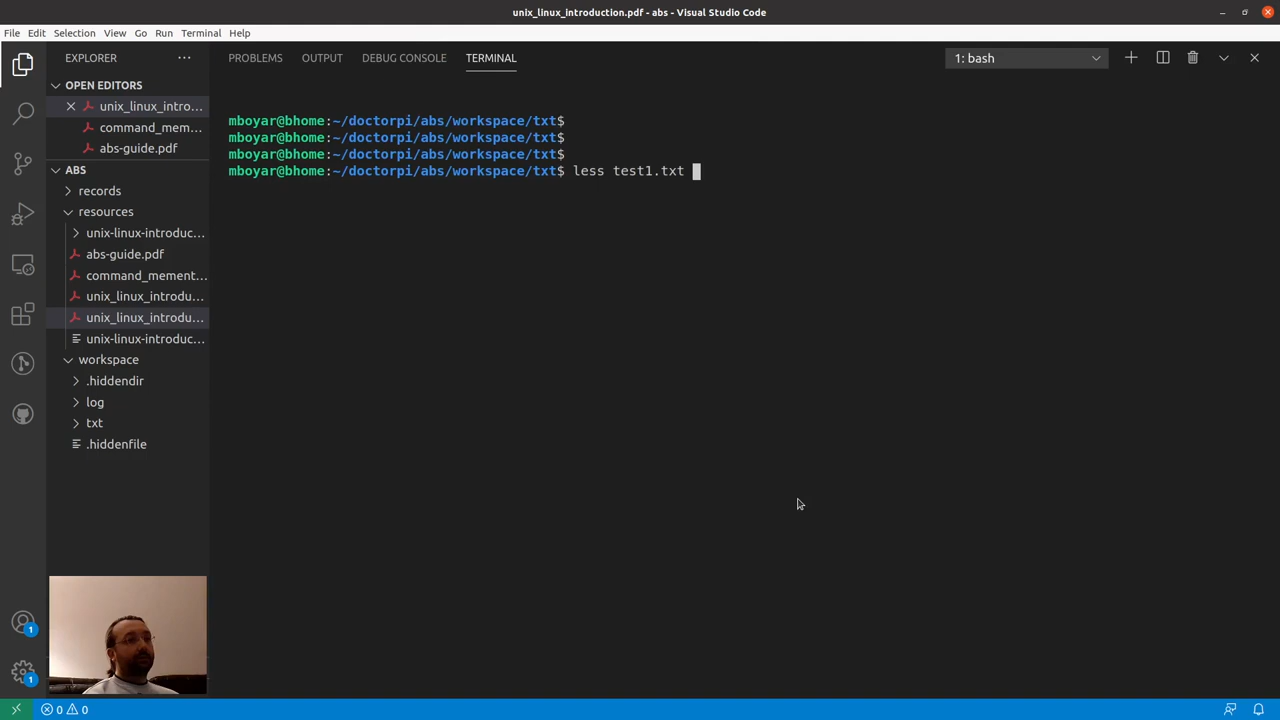 unix_linux_introduction.pdf - abs - Visual Studio Code
File Edit Selection View Go Run Terminal Help
EXPLORER
OPEN EDITORS
unix_linux_intro...
command_mem...
abs-guide.pdf
ABS
records
resources
unix-linux-introduc...
abs-guide.pdf
command_mement...
unix_linux_introdu...
unix_linux_introdu...
unix-linux-introduc...
workspace
.hiddendir
log
txt
.hiddenfile
PROBLEMS OUTPUT DEBUG CONSOLE TERMINAL
1: bash
mboyar@bhome:~/doctorpi/abs/workspace/txt$
mboyar@bhome:~/doctorpi/abs/workspace/txt$
mboyar@bhome:~/doctorpi/abs/workspace/txt$
mboyar@bhome:~/doctorpi/abs/workspace/txt$ less test1.txt
1
1
0 0